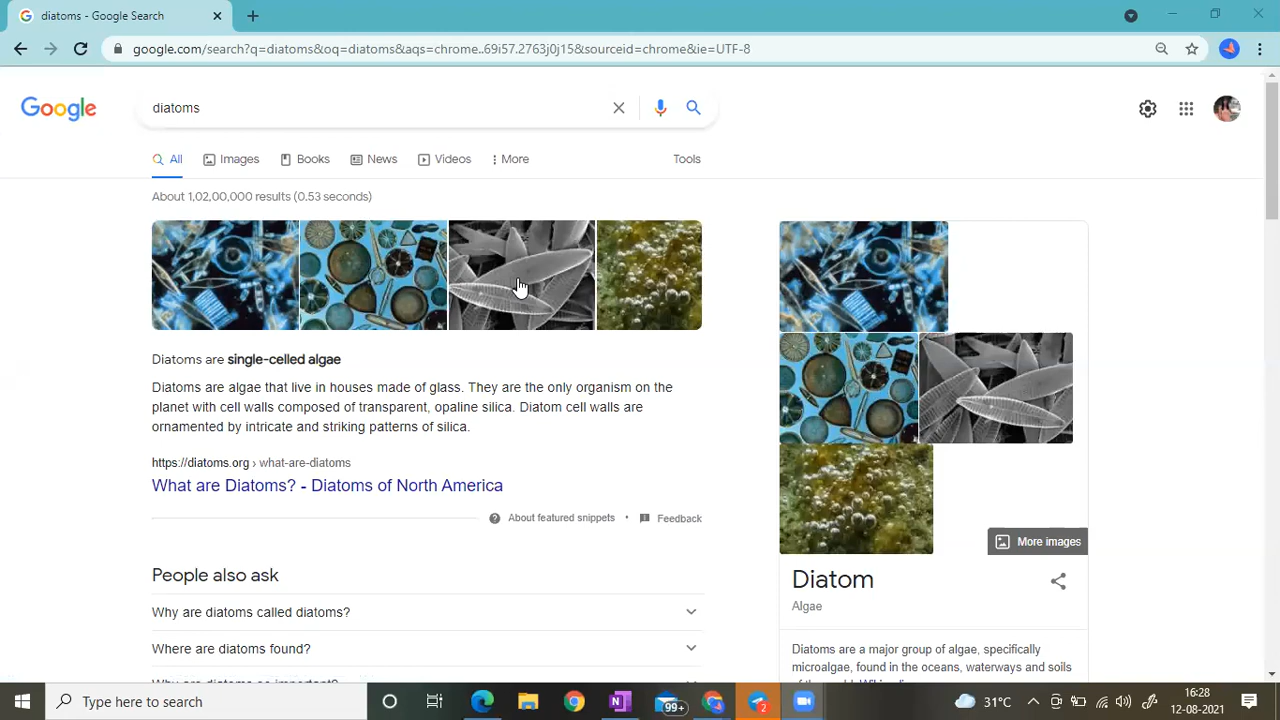 diatoms - Google Search
google.com/search?q=diatoms&oq=diatoms&aqs=chrome..69i57.2763j0j15&sourceid=chrome&ie=UTF-8
Google
diatoms
All Images Books News Videos More Tools
About 1,02,00,000 results (0.53 seconds)
Diatoms are single-celled algae
Diatoms are algae that live in houses made of glass. They are the only organism on the
planet with cell walls composed of transparent, opaline silica. Diatom cell walls are
ornamented by intricate and striking patterns of silica.
https://diatoms.org › what-are-diatoms
What are Diatoms? - Diatoms of North America
About featured snippets • Feedback
People also ask
Why are diatoms called diatoms?
Where are diatoms found?
More images
Diatom
Algae
Diatoms are a major group of algae, specifically
microalgae, found in the oceans, waterways and soils
Type here to search
99+
2
31°C
16:28
12-08-2021